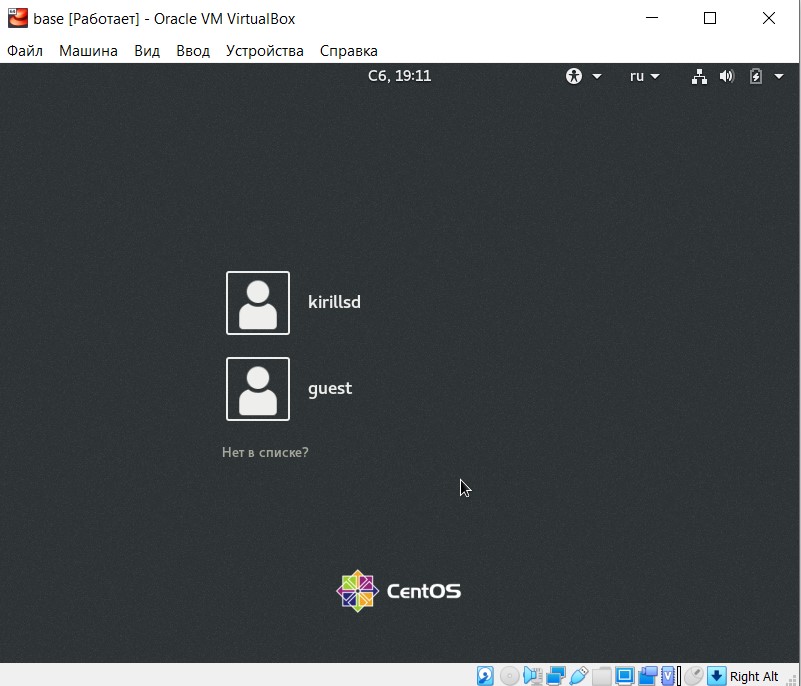 base [Работает] - Oracle VM VirtualBox
Файл Машина Вид Ввод Устройства Справка
Сб, 19:11 ru
kirillsd
guest
Нет в списке?
CentOS
Right Alt